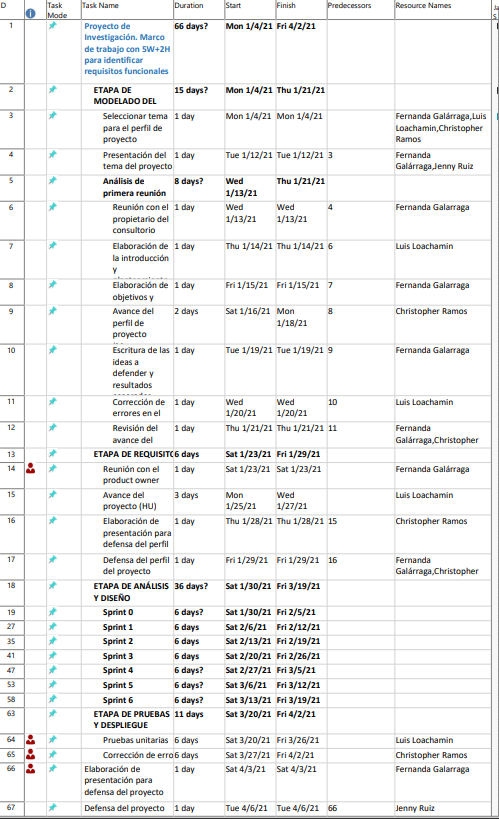 D Task Mode Task Name Duration Start Finish Predecessors Resource Names
1 Proyecto de Investigación. Marco de trabajo con 5W+2H para identificar requisitos funcionales 66 days? Mon 1/4/21 Fri 4/2/21
2 ETAPA DE MODELADO DEL 15 days? Mon 1/4/21 Thu 1/21/21
3 Seleccionar tema para el perfil de proyecto 1 day Mon 1/4/21 Mon 1/4/21 Fernanda Galárraga,Luis Loachamin,Christopher Ramos
4 Presentación del tema del proyecto 1 day Tue 1/12/21 Tue 1/12/21 3 Fernanda Galárraga,Jenny Ruiz
5 Análisis de primera reunión 8 days? Wed 1/13/21 Thu 1/21/21
6 Reunión con el propietario del consultorio 1 day Wed 1/13/21 Wed 1/13/21 4 Fernanda Galarraga
7 Elaboración de la introducción y 1 day Thu 1/14/21 Thu 1/14/21 6 Luis Loachamin
8 Elaboración de objetivos y 1 day Fri 1/15/21 Fri 1/15/21 7 Fernanda Galarraga
9 Avance del perfil de proyecto 2 days Sat 1/16/21 Mon 1/18/21 8 Christopher Ramos
10 Escritura de las ideas a defender y resultados 1 day Tue 1/19/21 Tue 1/19/21 9 Fernanda Galarraga
11 Corrección de errores en el 1 day Wed 1/20/21 Wed 1/20/21 10 Luis Loachamin
12 Revisión del avance del 1 day Thu 1/21/21 Thu 1/21/21 11 Fernanda Galárraga,Christopher
13 ETAPA DE REQUISITO 6 days Sat 1/23/21 Fri 1/29/21
14 Reunión con el product owner 1 day Sat 1/23/21 Sat 1/23/21 Fernanda Galárraga
15 Avance del proyecto (HU) 3 days Mon 1/25/21 Wed 1/27/21 Luis Loachamin
16 Elaboración de presentación para defensa del perfil 1 day Thu 1/28/21 Thu 1/28/21 15 Christopher Ramos
17 Defensa del perfil del proyecto 1 day Fri 1/29/21 Fri 1/29/21 16 Fernanda Galárraga,Christopher
18 ETAPA DE ANÁLISIS Y DISEÑO 36 days? Sat 1/30/21 Fri 3/19/21
19 Sprint 0 6 days? Sat 1/30/21 Fri 2/5/21
27 Sprint 1 6 days? Sat 2/6/21 Fri 2/12/21
35 Sprint 2 6 days? Sat 2/13/21 Fri 2/19/21
41 Sprint 3 6 days? Sat 2/20/21 Fri 2/26/21
47 Sprint 4 6 days? Sat 2/27/21 Fri 3/5/21
53 Sprint 5 6 days? Sat 3/6/21 Fri 3/12/21
58 Sprint 6 6 days? Sat 3/13/21 Fri 3/19/21
63 ETAPA DE PRUEBAS Y DESPLIEGUE 11 days Sat 3/20/21 Fri 4/2/21
64 Pruebas unitarias 6 days Sat 3/20/21 Fri 3/26/21 Luis Loachamin
65 Corrección de erro 6 days Sat 3/27/21 Fri 4/2/21 Christopher Ramos
66 Elaboración de presentación para defensa del proyecto 1 day Sat 4/3/21 Sat 4/3/21 Fernanda Galarraga
67 Defensa del proyecto 1 day Tue 4/6/21 Tue 4/6/21 66 Jenny Ruiz